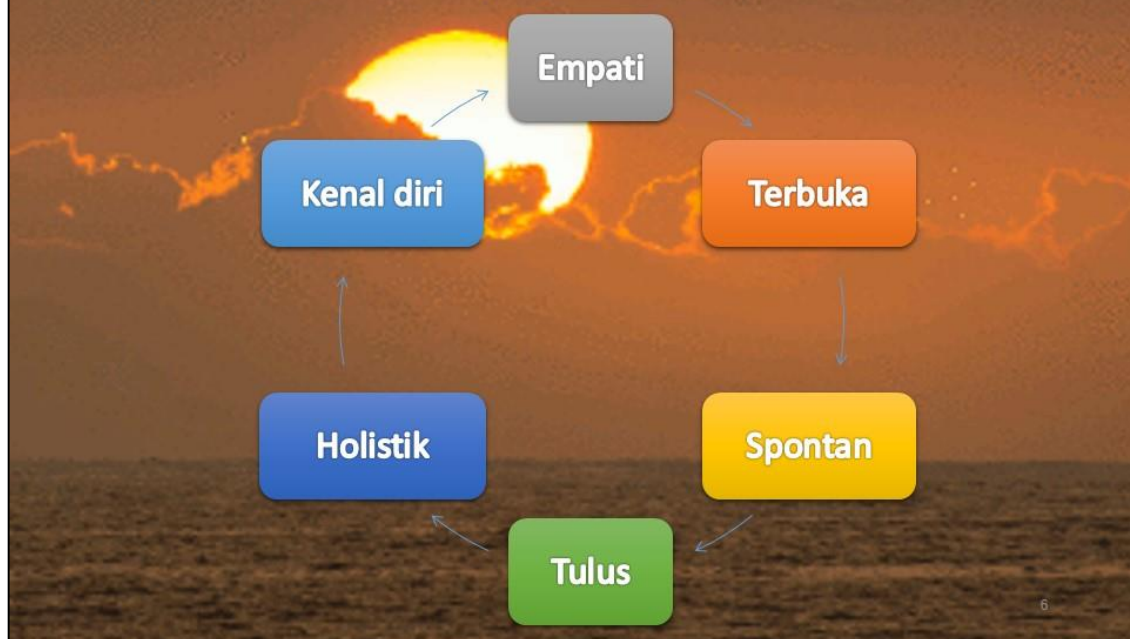 Empati
Terbuka
Spontan
Tulus
Holistik
Kenal diri
6